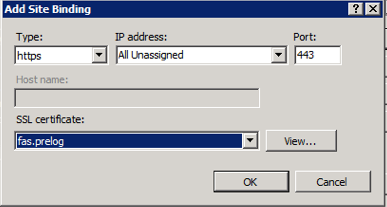 Add Site Binding
Type: IP address: Port:
https All Unassigned 443
Host name:
SSL certificate:
fas.prelog View...
OK Cancel